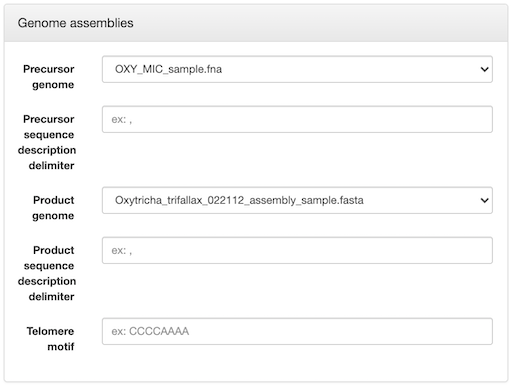 Genome assemblies
Precursor
genome
OXY_MIC_sample.fna
Precursor
sequence
description
delimiter
ex: ,
Product
genome
Oxytricha_trifallax_022112_assembly_sample.fasta
Product
sequence
description
delimiter
ex: ,
Telomere
motif
ex: CCCCAAAA